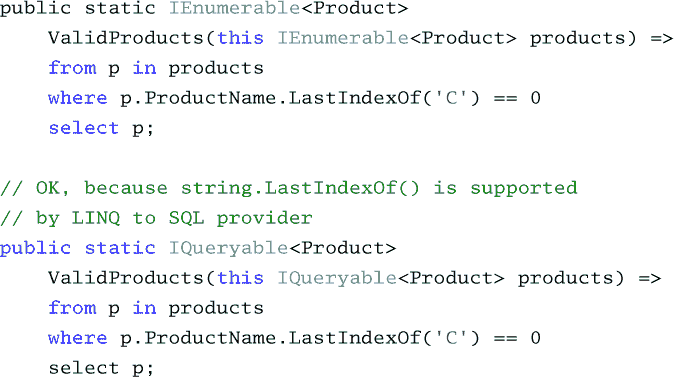 public static IEnumerable<Product>
ValidProducts(this IEnumerable<Product> products) =>
from p in products
where p.ProductName.LastIndexOf('C') == 0
select p;
// OK, because string.LastIndexOf() is supported
// by LINQ to SQL provider
public static IQueryable<Product>
ValidProducts(this IQueryable<Product> products) =>
from p in products
where p.ProductName.LastIndexOf('C') == 0
select p;